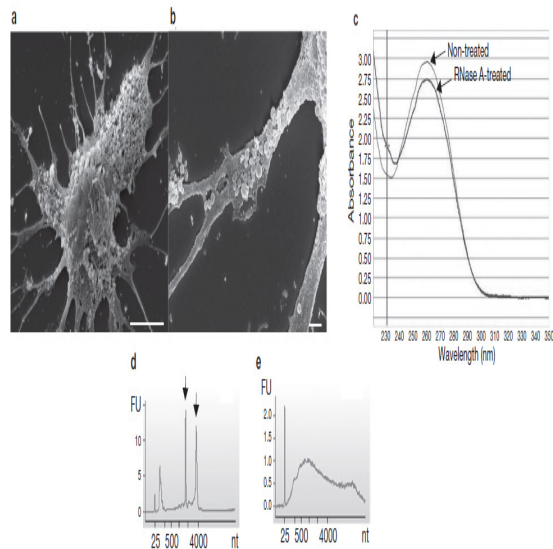 a
b
c
Non-treated
RNase A-treated
Absorbance
3.00
2.75
2.50
2.25
2.00
1.75
1.50
1.25
1.00
0.75
0.50
0.25
0.00
230 240 250 260 270 280 290 300 310 320 330 340 350
Wavelength (nm)
d
FU
10
5
0
25 500 4000 nt
e
FU
2.0
1.5
1.0
0.5
0.0
25 500 4000 nt